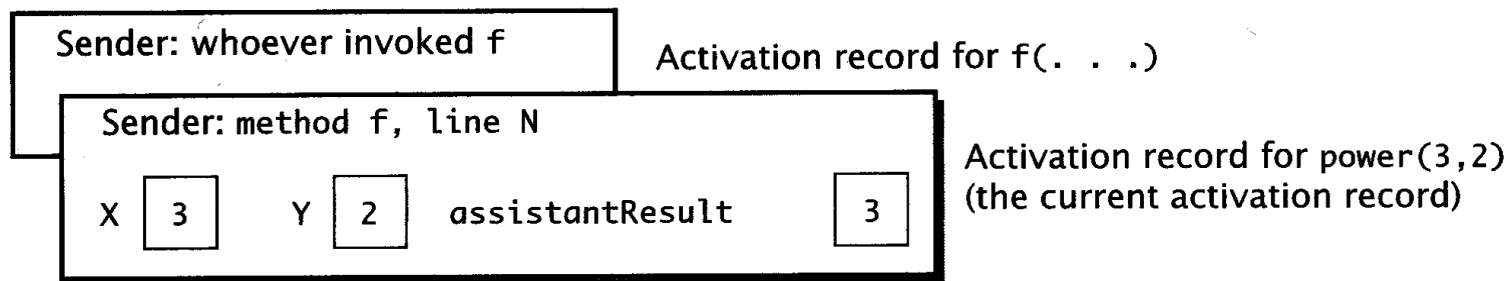 Sender: whoever invoked f
Activation record for f(. . .)
Sender: method f, line N
Activation record for power(3,2)
(the current activation record)
X 3 Y 2 assistantResult 3